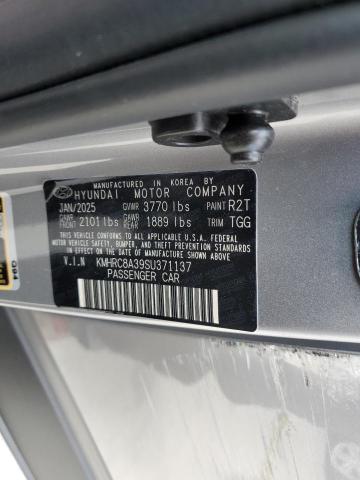 MANUFACTURED IN KOREA BY
HYUNDAI MOTOR COMPANY
JAN/2025 GVWR 3770 lbs PAINT R2T
GAWR FRONT 2101 lbs GAWR REAR 1889 lbs TRIM TGG
THIS VEHICLE CONFORMS TO ALL APPLICABLE U.S.A. FEDERAL
MOTOR VEHICLE SAFETY, BUMPER, AND THEFT PREVENTION
STANDARDS IN EFFECT ON THE DATE OF MANUFACTURE SHOWN ABOVE.
V.I.N KMHRC8A39SU371137
PASSENGER CAR